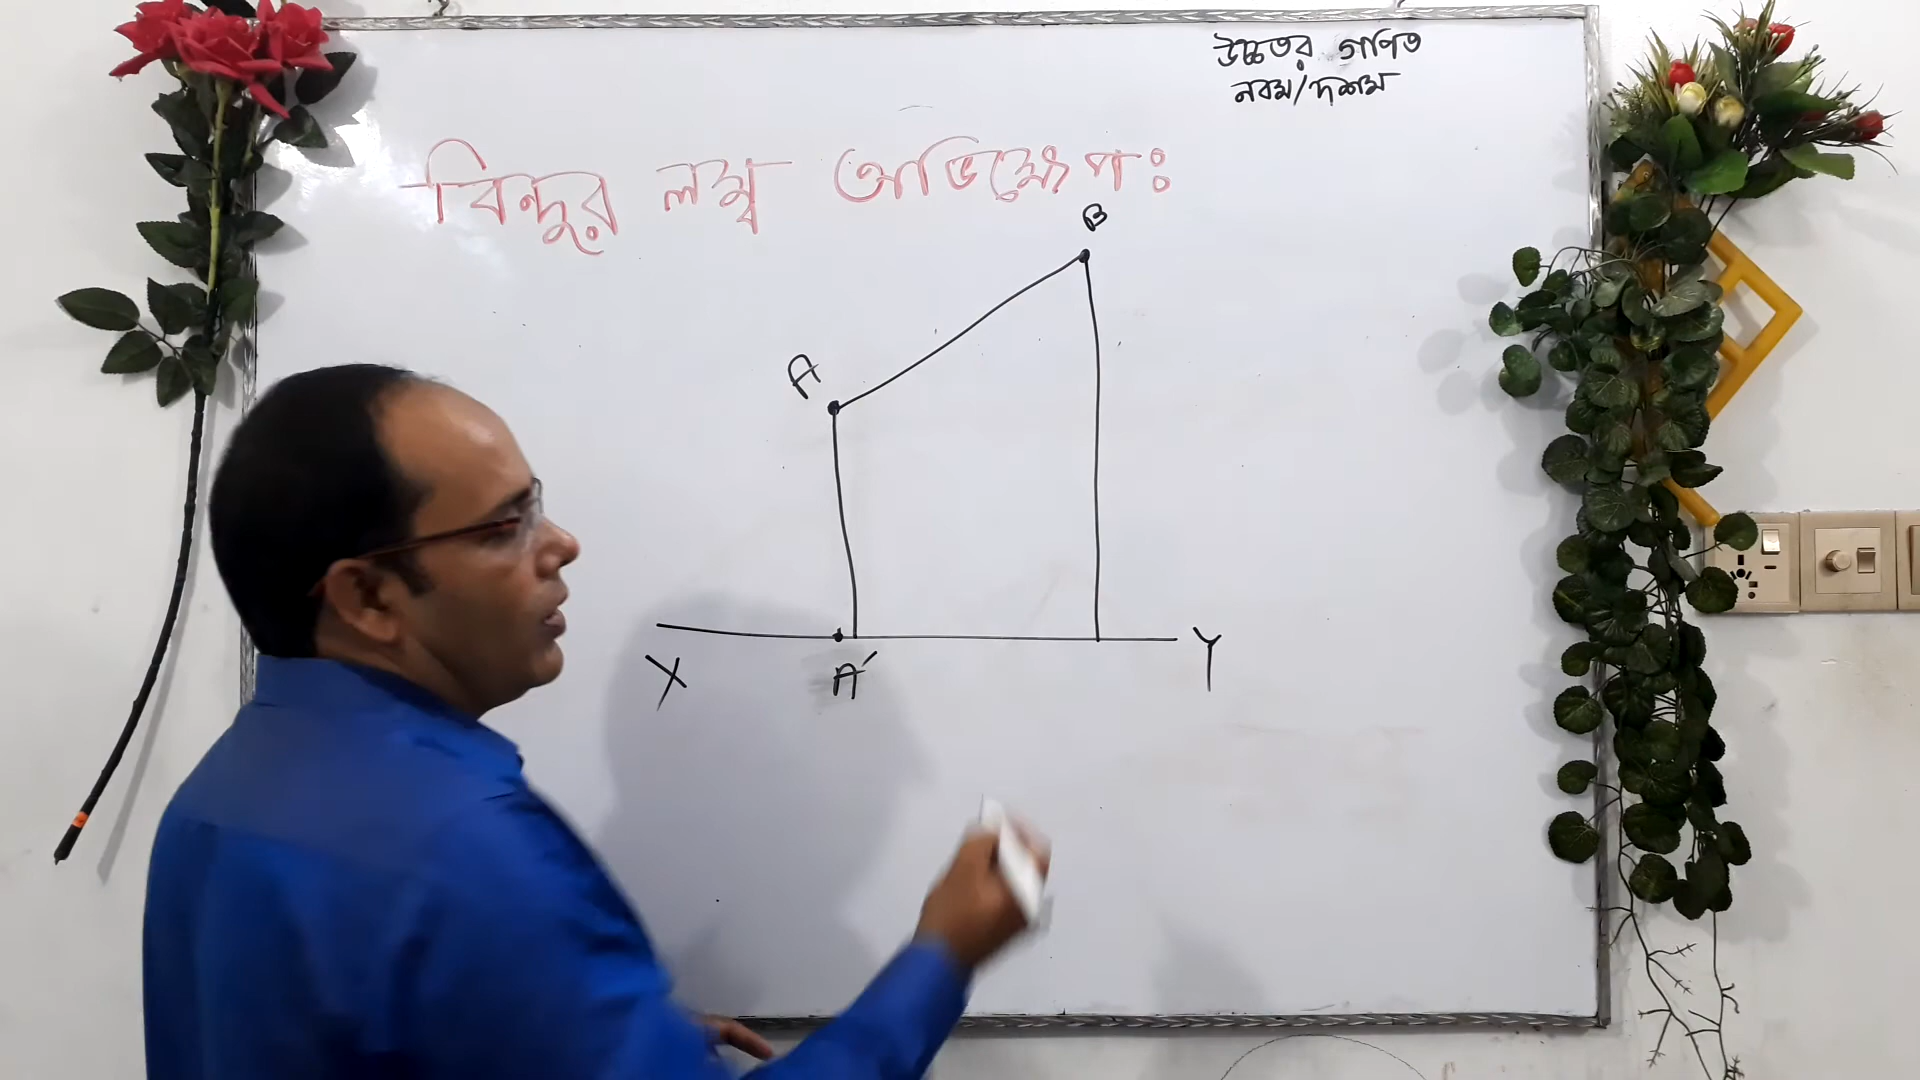 উচ্চতর গণিত
নবম/দশম
বিন্দুর লম্ব অভিক্ষেপঃ
B
A
X
A′
Y